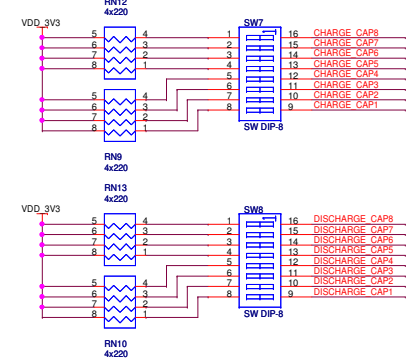 RN12
4x220
VDD_3V3
SW7
5 4 1 16 CHARGE_CAP8
6 3 2 15 CHARGE_CAP7
7 2 3 14 CHARGE_CAP6
8 1 4 13 CHARGE_CAP5
5 12 CHARGE_CAP4
5 4 6 11 CHARGE_CAP3
6 3 7 10 CHARGE_CAP2
7 2 8 9 CHARGE_CAP1
8 1
SW DIP-8
RN9
4x220
RN13
4x220
VDD_3V3
SW8
5 4 1 16 DISCHARGE_CAP8
6 3 2 15 DISCHARGE_CAP7
7 2 3 14 DISCHARGE_CAP6
8 1 4 13 DISCHARGE_CAP5
5 12 DISCHARGE_CAP4
5 4 6 11 DISCHARGE_CAP3
6 3 7 10 DISCHARGE_CAP2
7 2 8 9 DISCHARGE_CAP1
8 1
SW DIP-8
RN10
4x220